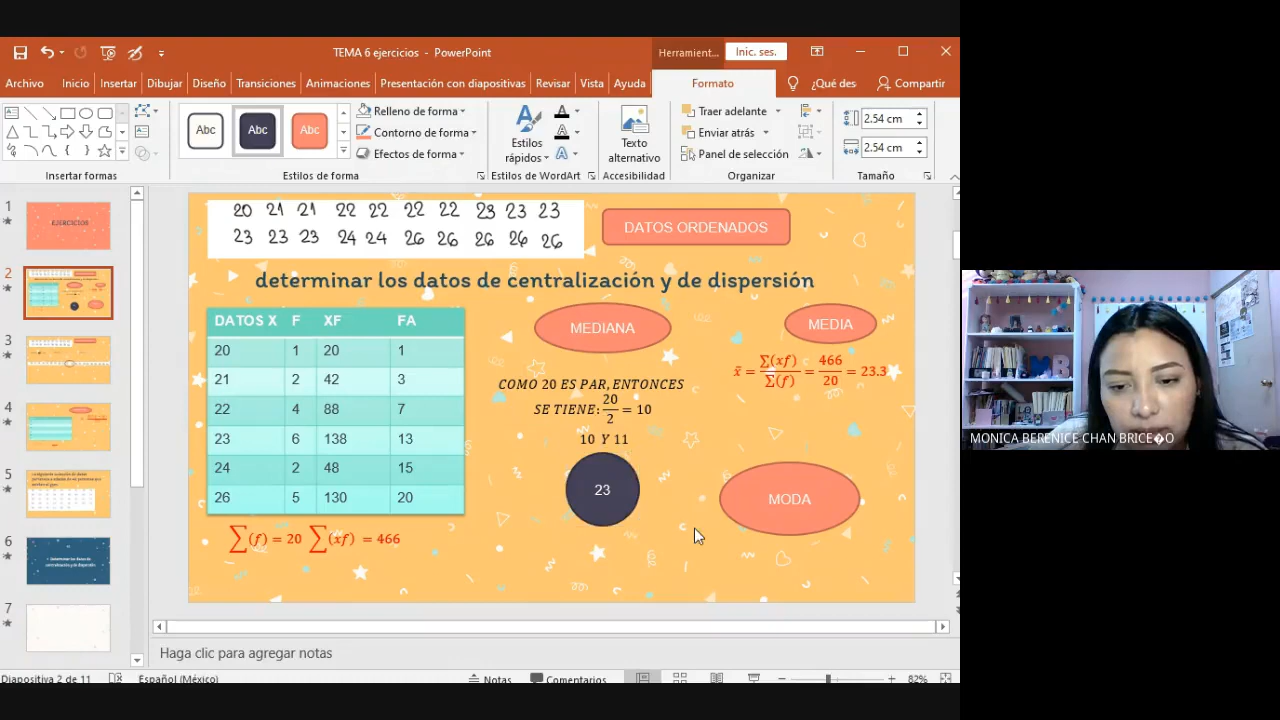 TEMA 6 ejercicios - PowerPoint
Herramient...
Inic. ses.
Archivo Inicio Insertar Dibujar Diseño Transiciones Animaciones Presentación con diapositivas Revisar Vista Ayuda Formato ¿Qué des Compartir
Abc Abc Abc
Relleno de forma
Contorno de forma
Efectos de forma
Estilos rápidos
Texto alternativo
Traer adelante
Enviar atrás
Panel de selección
2.54 cm
2.54 cm
Insertar formas Estilos de forma Estilos de WordArt Accesibilidad Organizar Tamaño
1
EJERCICIOS
2
3
4
5
6
7
20 21 21 22 22 22 22 23 23 23
23 23 23 24 24 26 26 26 26 26
DATOS ORDENADOS
determinar los datos de centralización y de dispersión
DATOS X F XF FA
20 1 20 1
21 2 42 3
22 4 88 7
23 6 138 13
24 2 48 15
26 5 130 20
∑(f) = 20 ∑(xf) = 466
MEDIANA
COMO 20 ES PAR, ENTONCES
SE TIENE: 20/2 = 10
10 Y 11
23
MEDIA
x̄ = ∑(xf)/∑(f) = 466/20 = 23.3
MODA
Haga clic para agregar notas
Diapositiva 2 de 11 Español (México) Notas Comentarios 82%
MONICA BERENICE CHAN BRICE�O